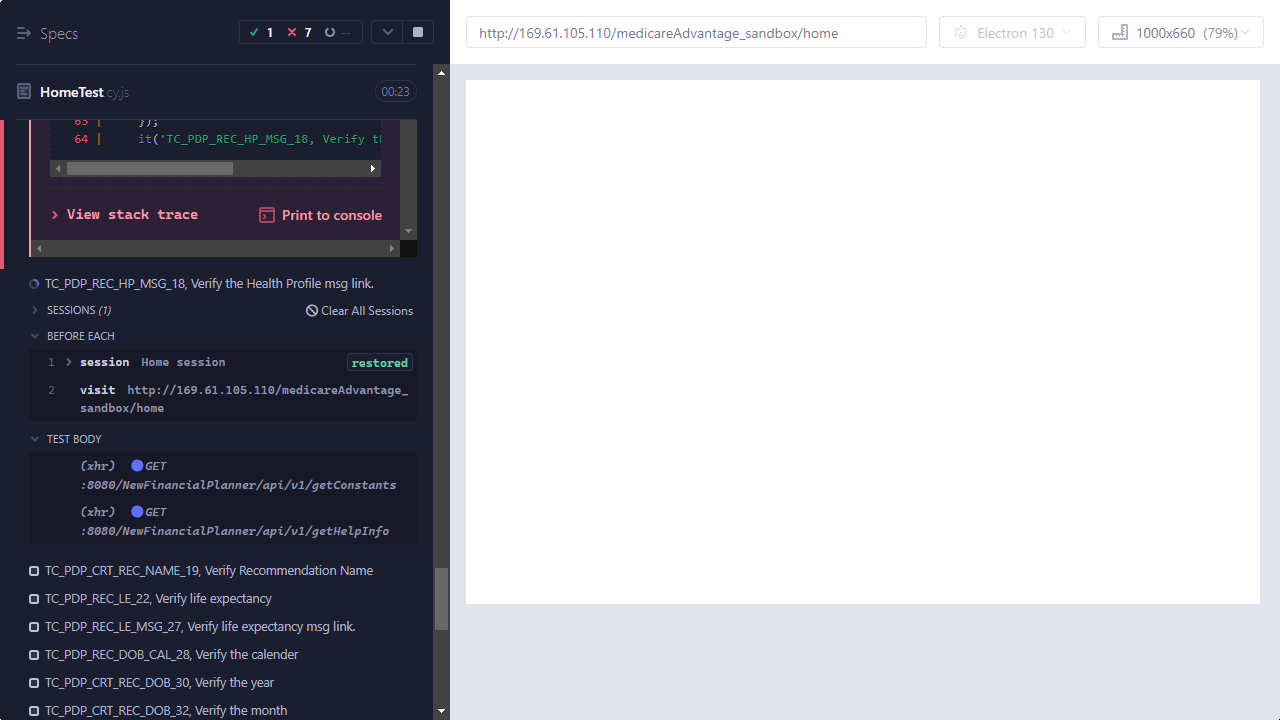 Specs
1 7 --
http://169.61.105.110/medicareAdvantage_sandbox/home
Electron 130
1000x660 (79%)
HomeTest.cy.js
00:23
63 | });
64 | it('TC_PDP_REC_HP_MSG_18, Verify th
View stack trace
Print to console
TC_PDP_REC_HP_MSG_18, Verify the Health Profile msg link.
SESSIONS (1)
Clear All Sessions
BEFORE EACH
1 session Home session restored
2 visit http://169.61.105.110/medicareAdvantage_
sandbox/home
TEST BODY
(xhr) GET
:8080/NewFinancialPlanner/api/v1/getConstants
(xhr) GET
:8080/NewFinancialPlanner/api/v1/getHelpInfo
TC_PDP_CRT_REC_NAME_19, Verify Recommendation Name
TC_PDP_REC_LE_22, Verify life expectancy
TC_PDP_REC_LE_MSG_27, Verify life expectancy msg link.
TC_PDP_REC_DOB_CAL_28, Verify the calender
TC_PDP_CRT_REC_DOB_30, Verify the year
TC_PDP_CRT_REC_DOB_32, Verify the month